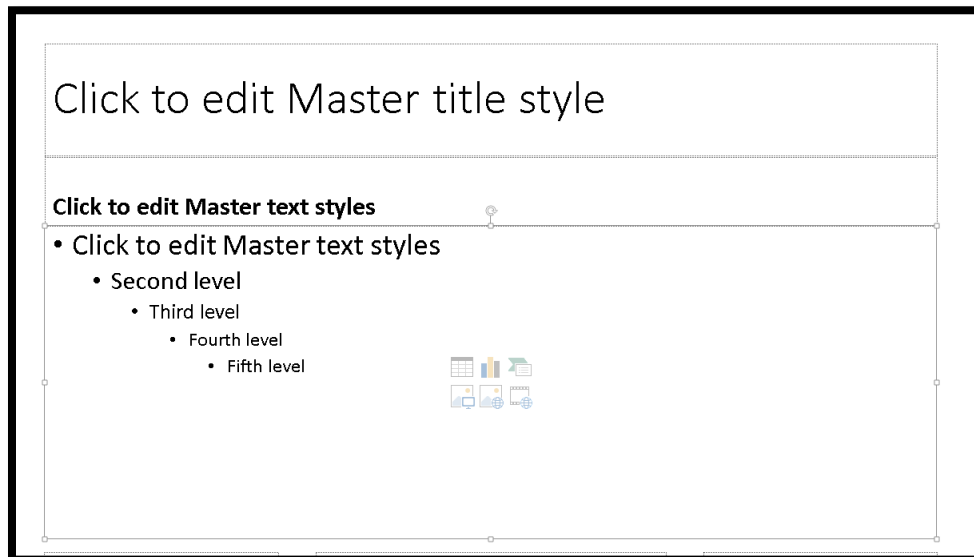 Click to edit Master title style
Click to edit Master text styles
• Click to edit Master text styles
• Second level
• Third level
• Fourth level
• Fifth level